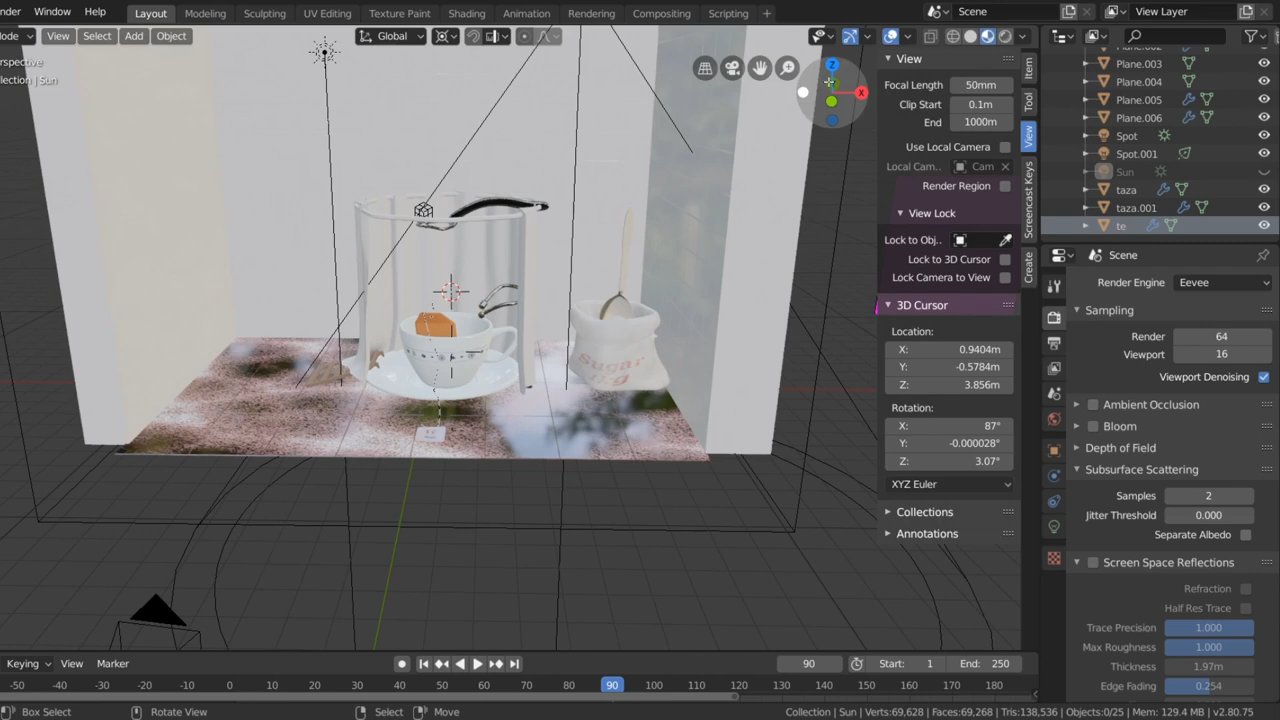 nder Window Help Layout Modeling Sculpting UV Editing Texture Paint Shading Animation Rendering Compositing Scripting + Scene View Layer
ode View Select Add Object Global
spective
lection | Sun
View
Focal Length 50mm
Clip Start 0.1m
End 1000m
Use Local Camera
Local Cam.. Cam
Render Region
View Lock
Lock to Obj..
Lock to 3D Cursor
Lock Camera to View
3D Cursor
Location:
X: 0.9404m
Y: -0.5784m
Z: 3.856m
Rotation:
X: 87°
Y: -0.000028°
Z: 3.07°
XYZ Euler
Collections
Annotations
Item
Tool
View
Screencast Keys
Create
Z
X
Sugar
Plane.002
Plane.003
Plane.004
Plane.005
Plane.006
Spot
Spot.001
Sun
taza
taza.001
te
Scene
Render Engine Eevee
Sampling
Render 64
Viewport 16
Viewport Denoising
Ambient Occlusion
Bloom
Depth of Field
Subsurface Scattering
Samples 2
Jitter Threshold 0.000
Separate Albedo
Screen Space Reflections
Refraction
Half Res Trace
Trace Precision 1.000
Max Roughness 1.000
Thickness 1.97m
Edge Fading 0.254
Keying View Marker 90 Start: 1 End: 250
-50 -40 -30 -20 -10 0 10 20 30 40 50 60 70 80 90 100 110 120 130 140 150 160 170 180
Box Select Rotate View Select Move Collection | Sun | Verts:69,628 | Faces:69,268 | Tris:138,536 | Objects:0/25 | Mem: 129.4 MB | v2.80.75